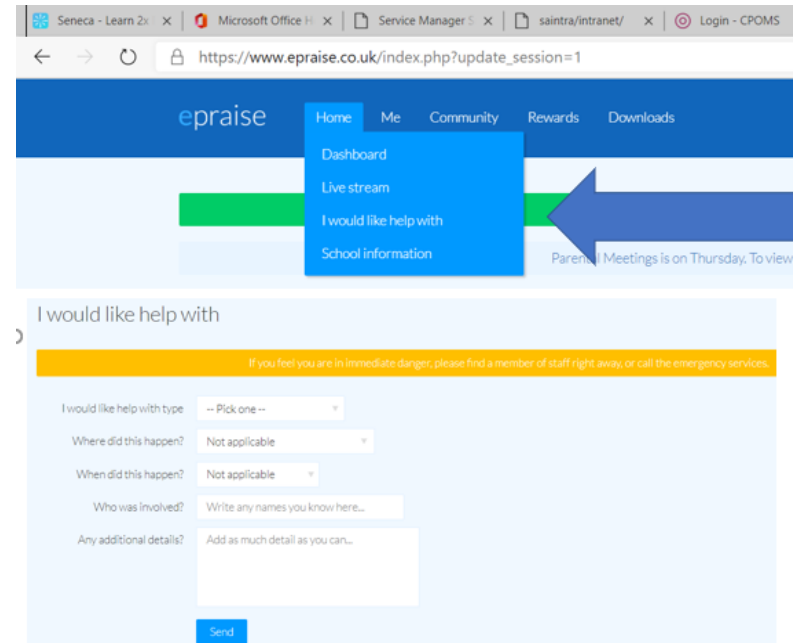 Seneca - Learn 2x
Microsoft Office H
Service Manager S
saintra/intranet/
Login - CPOMS
https://www.epraise.co.uk/index.php?update_session=1
epraise
Home Me Community Rewards Downloads
Dashboard
Live stream
I would like help with
School information
Meetings is on Thursday. To view
I would like help with
If you feel you are in immediate danger, please find a member of staff right away, or call the emergency services.
I would like help with type -- Pick one --
Where did this happen? Not applicable
When did this happen? Not applicable
Who was involved? Write any names you know here...
Any additional details? Add as much detail as you can...
Send